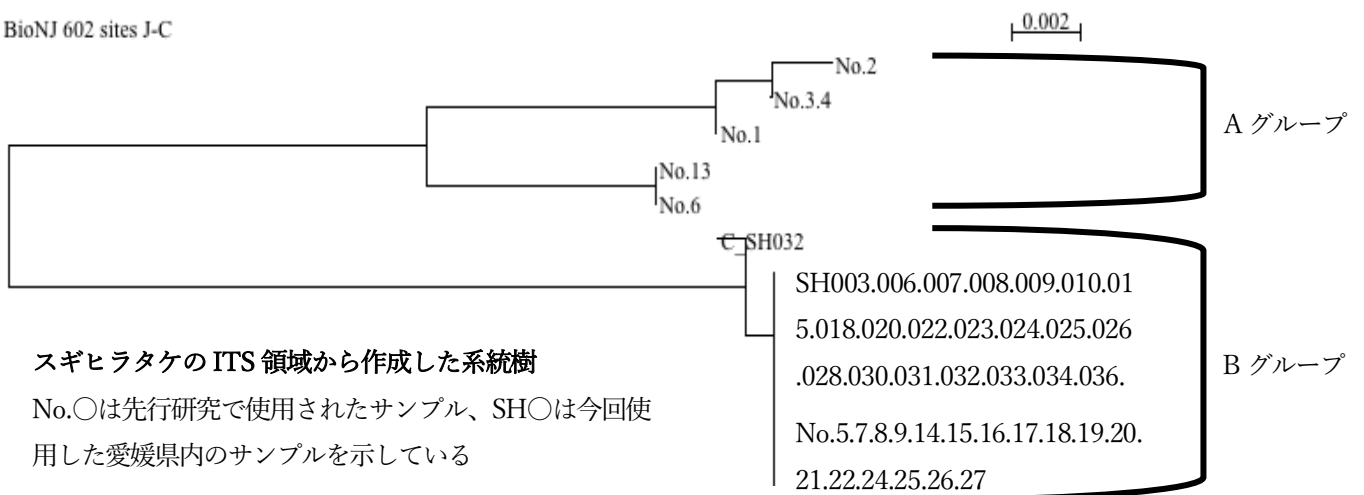 BioNJ 602 sites J-C
0.002
No.2
No.3.4
No.1
A グループ
No.13
No.6
C_SH032
SH003.006.007.008.009.010.01
5.018.020.022.023.024.025.026
.028.030.031.032.033.034.036.
No.5.7.8.9.14.15.16.17.18.19.20.
21.22.24.25.26.27
B グループ
スギヒラタケの ITS 領域から作成した系統樹
No.○は先行研究で使用されたサンプル、SH○は今回使
用した愛媛県内のサンプルを示している